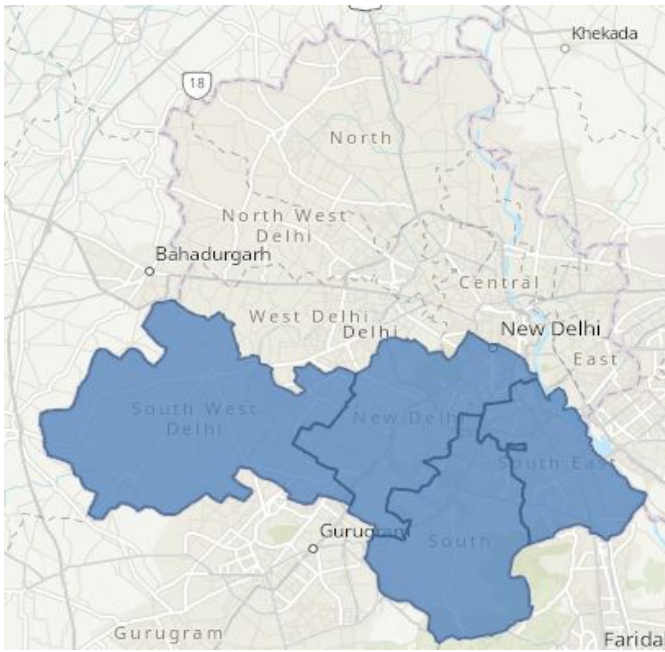 Khekada
18
North
North West
Delhi
Bahadurgarh
Central
West Delhi
Delhi
New Delhi
East
South West
Delhi
New Delhi
South East
Gurugram
South
Gurugram
Farida